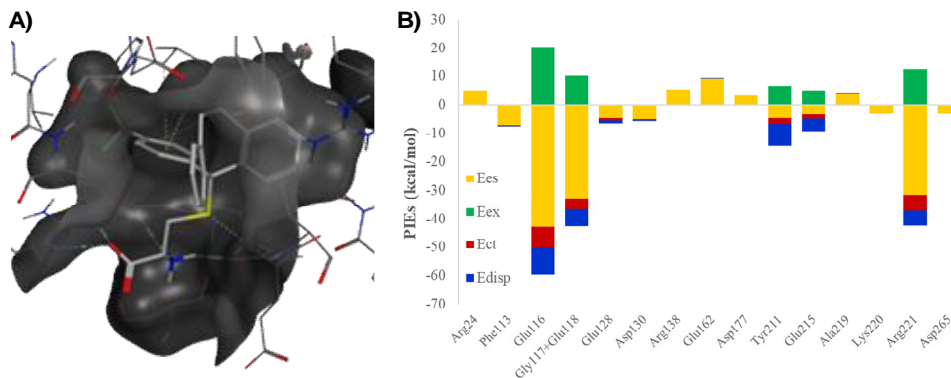 A)
B)
30
20
10
0
-10
-20
-30
-40
-50
-60
-70
PIEs (kcal/mol)
Ees
Eex
Ect
Edisp
Arg24
Phe113
Glu116
Gly117+Glu118
Glu128
Asp130
Arg138
Glu162
Asp177
Tyr211
Glu215
Ala219
Lys220
Arg221
Asp265